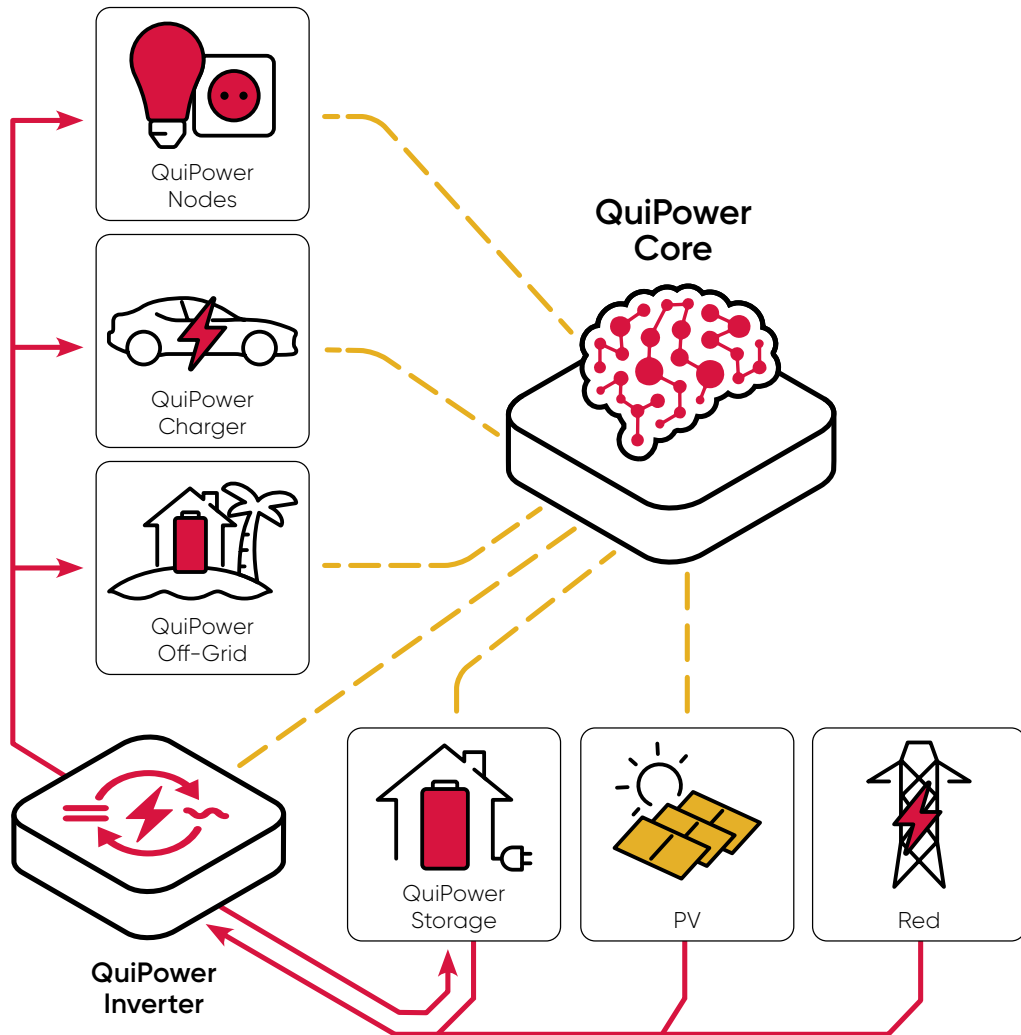 QuiPower
Nodes
QuiPower
Core
QuiPower
Charger
QuiPower
Off-Grid
QuiPower
Storage
PV
Red
QuiPower
Inverter